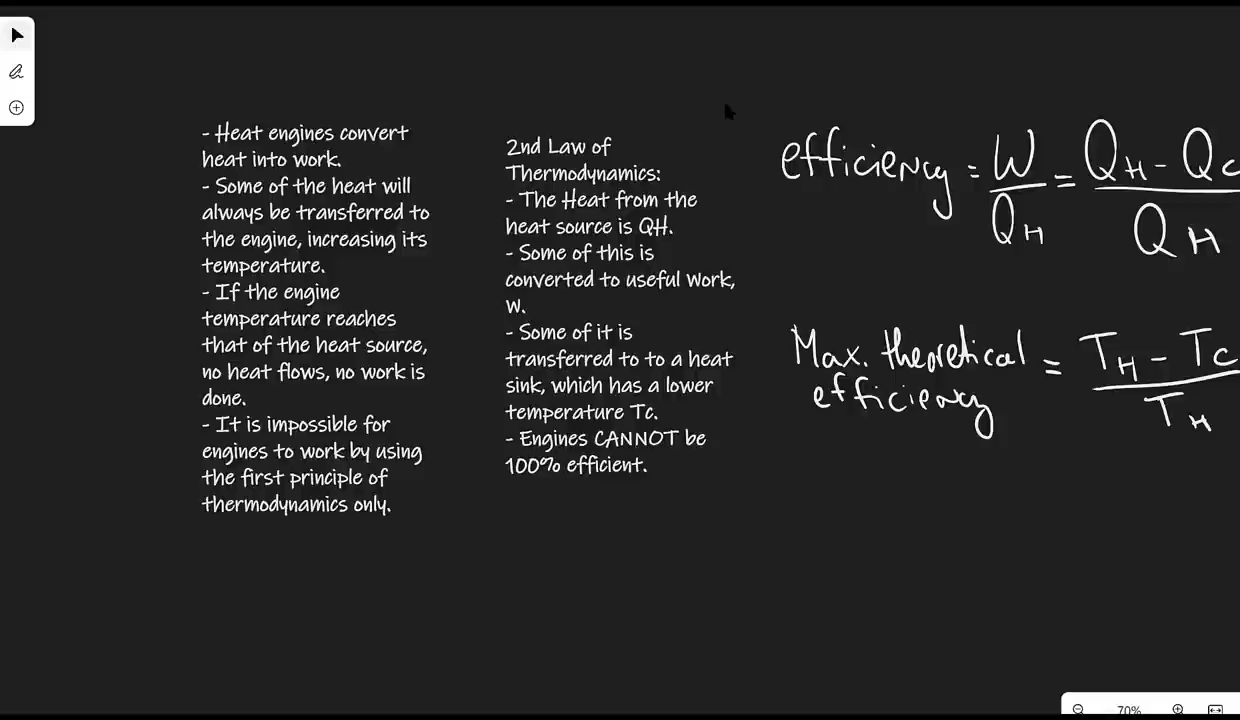 - Heat engines convert
heat into work.
- Some of the heat will
always be transferred to
the engine, increasing its
temperature.
- If the engine
temperature reaches
that of the heat source,
no heat flows, no work is
done.
- It is impossible for
engines to work by using
the first principle of
thermodynamics only.
2nd Law of
Thermodynamics:
- The Heat from the
heat source is QH.
- Some of this is
converted to useful work,
W.
- Some of it is
transferred to to a heat
sink, which has a lower
temperature Tc.
- Engines CANNOT be
100% efficient.
efficiency = W/QH = QH - QC/QH
Max. theoretical efficiency = TH - TC/TH
70%